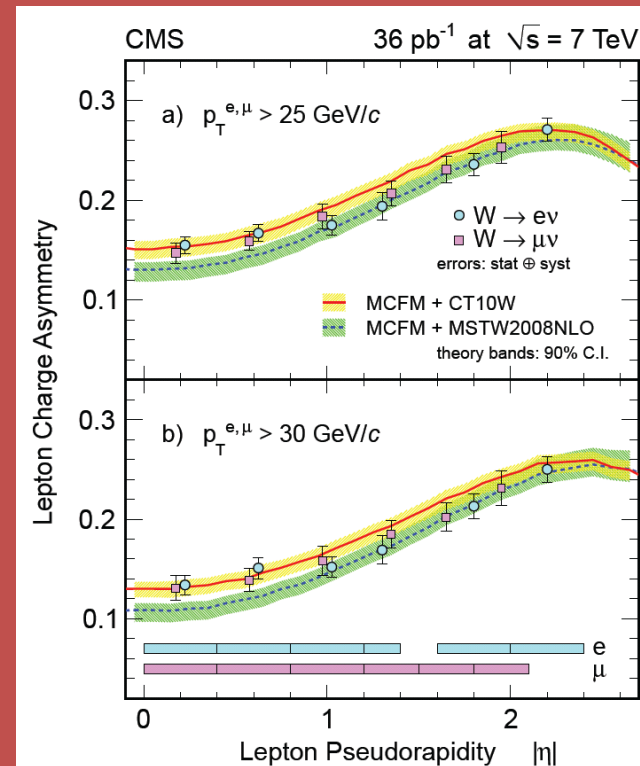 CMS 36 pb⁻¹ at √s = 7 TeV
Lepton Charge Asymmetry
0.3
0.2
0.1
a) p_T^{e,μ} > 25 GeV/c
W → eν
W → μν
errors: stat ⊕ syst
MCFM + CT10W
MCFM + MSTW2008NLO
theory bands: 90% C.I.
0.3
0.2
0.1
b) p_T^{e,μ} > 30 GeV/c
e
μ
0 1 2
Lepton Pseudorapidity |η|